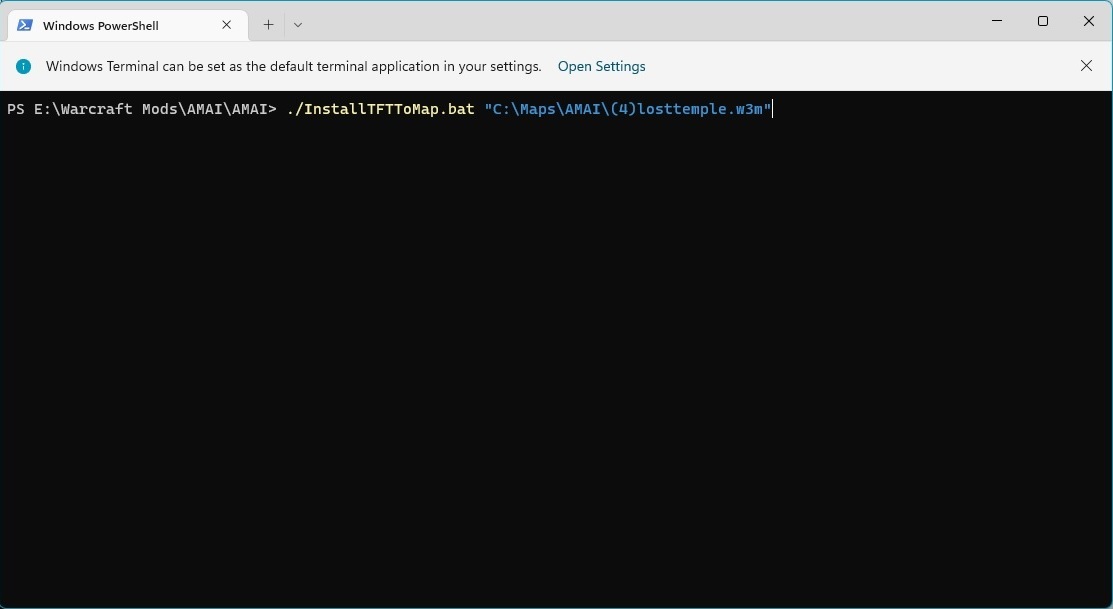 Windows PowerShell
Windows Terminal can be set as the default terminal application in your settings. Open Settings
PS E:\Warcraft Mods\AMAI\AMAI> ./InstallTFTToMap.bat "C:\Maps\AMAI\(4)losttemple.w3m"